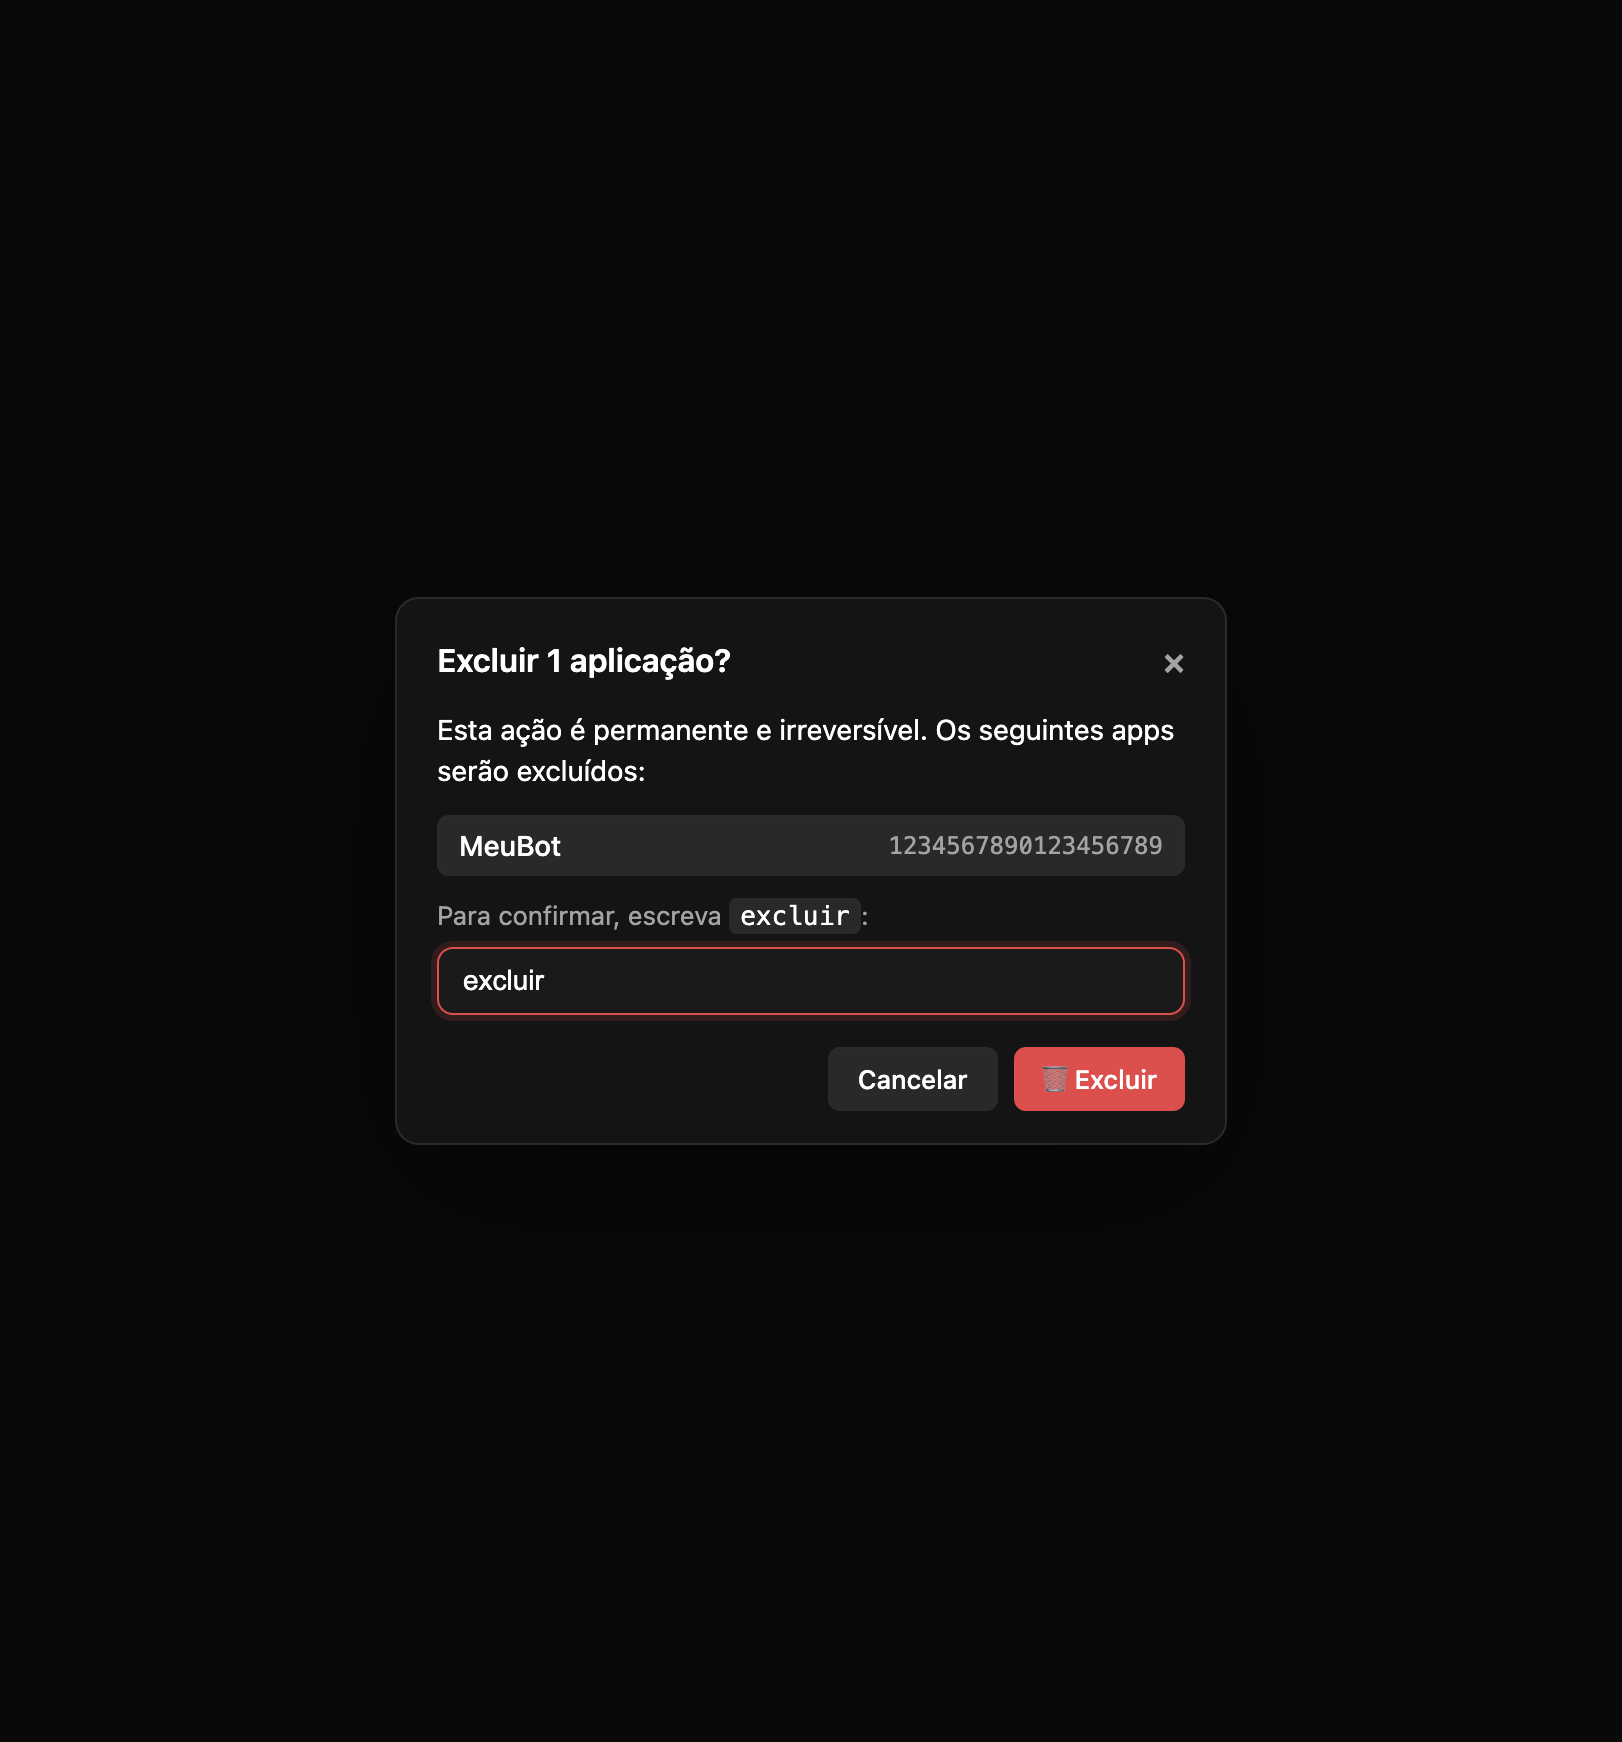 Excluir 1 aplicação?
×
Esta ação é permanente e irreversível. Os seguintes apps
serão excluídos:
MeuBot 1234567890123456789
Para confirmar, escreva excluir:
excluir
Cancelar 🗑️ Excluir